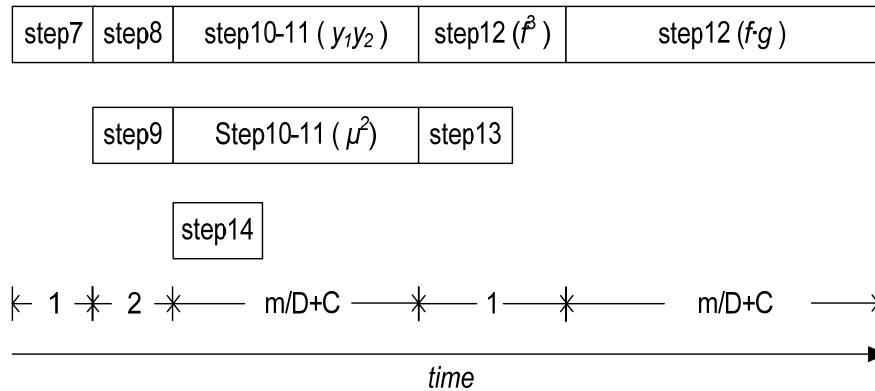 step7 step8 step10-11 ( y₁y₂ ) step12 (f³ ) step12 (f·g )
step9 Step10-11 ( μ²) step13
step14
1 2 m/D+C 1 m/D+C
time